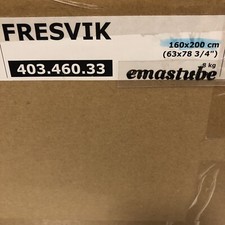 FRESVIK
160x200 cm
(63x78 3/4")
403.460.33
8 kg
emastube